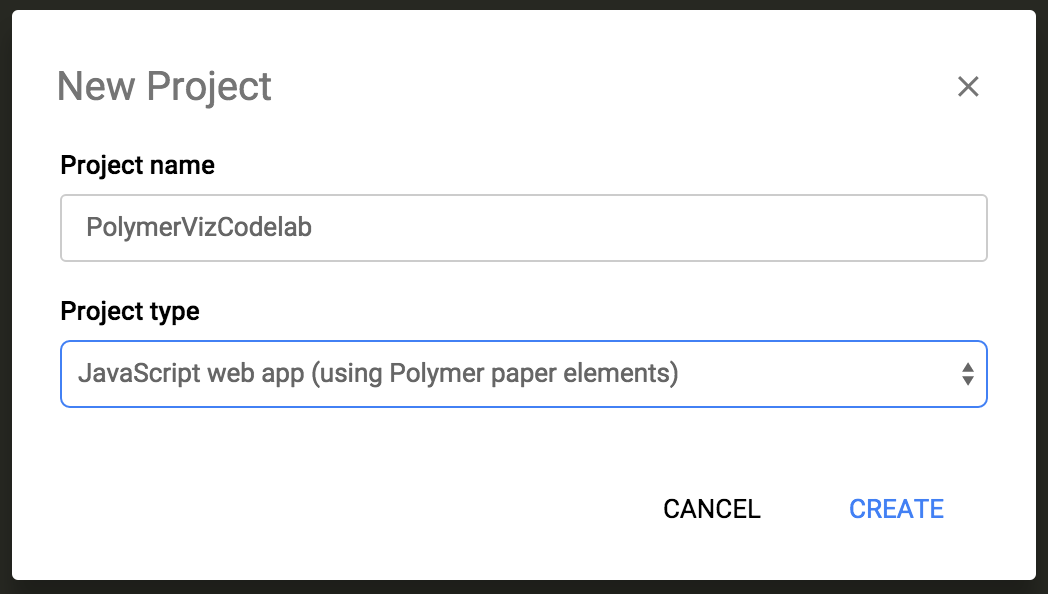 New Project
Project name
PolymerVizCodelab
Project type
JavaScript web app (using Polymer paper elements)
CANCEL CREATE